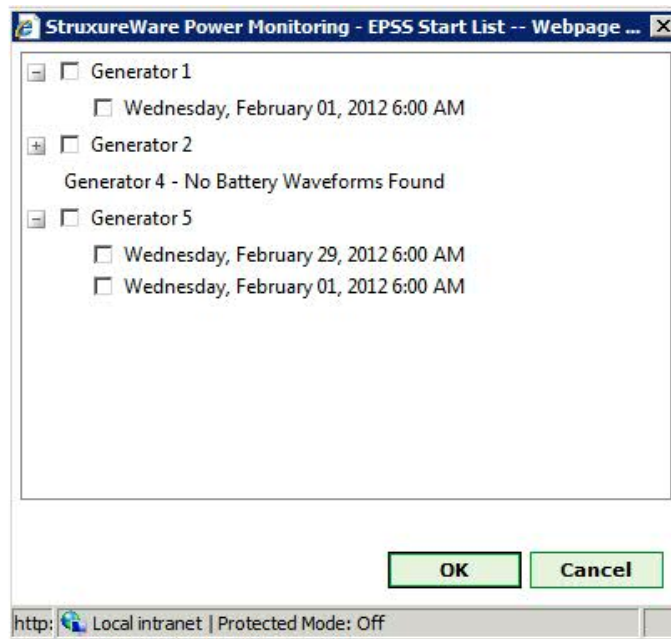 StruxureWare Power Monitoring - EPSS Start List -- Webpage ...
Generator 1
Wednesday, February 01, 2012 6:00 AM
Generator 2
Generator 4 - No Battery Waveforms Found
Generator 5
Wednesday, February 29, 2012 6:00 AM
Wednesday, February 01, 2012 6:00 AM
OK Cancel
http: Local intranet | Protected Mode: Off